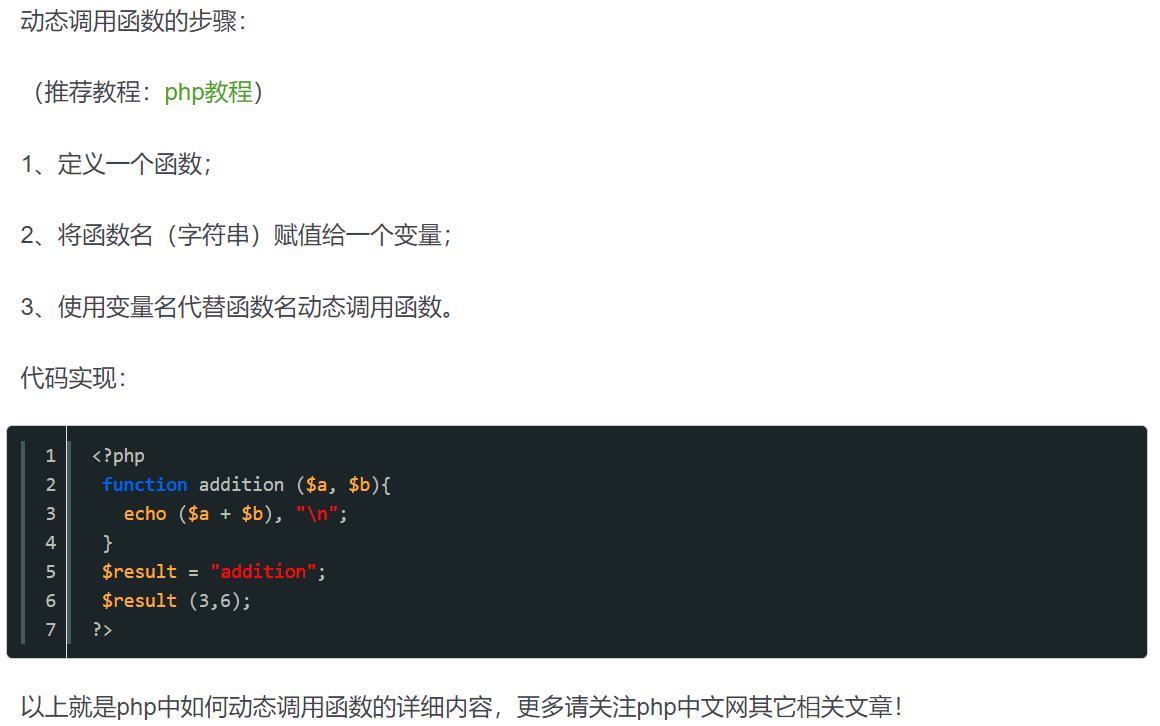 动态调用函数的步骤：
（推荐教程：php教程）
1、定义一个函数；
2、将函数名（字符串）赋值给一个变量；
3、使用变量名代替函数名动态调用函数。
代码实现：
1 <?php
2 function addition ($a, $b){
3 echo ($a + $b), "\n";
4 }
5 $result = "addition";
6 $result (3,6);
7 ?>
以上就是php中如何动态调用函数的详细内容，更多请关注php中文网其它相关文章！